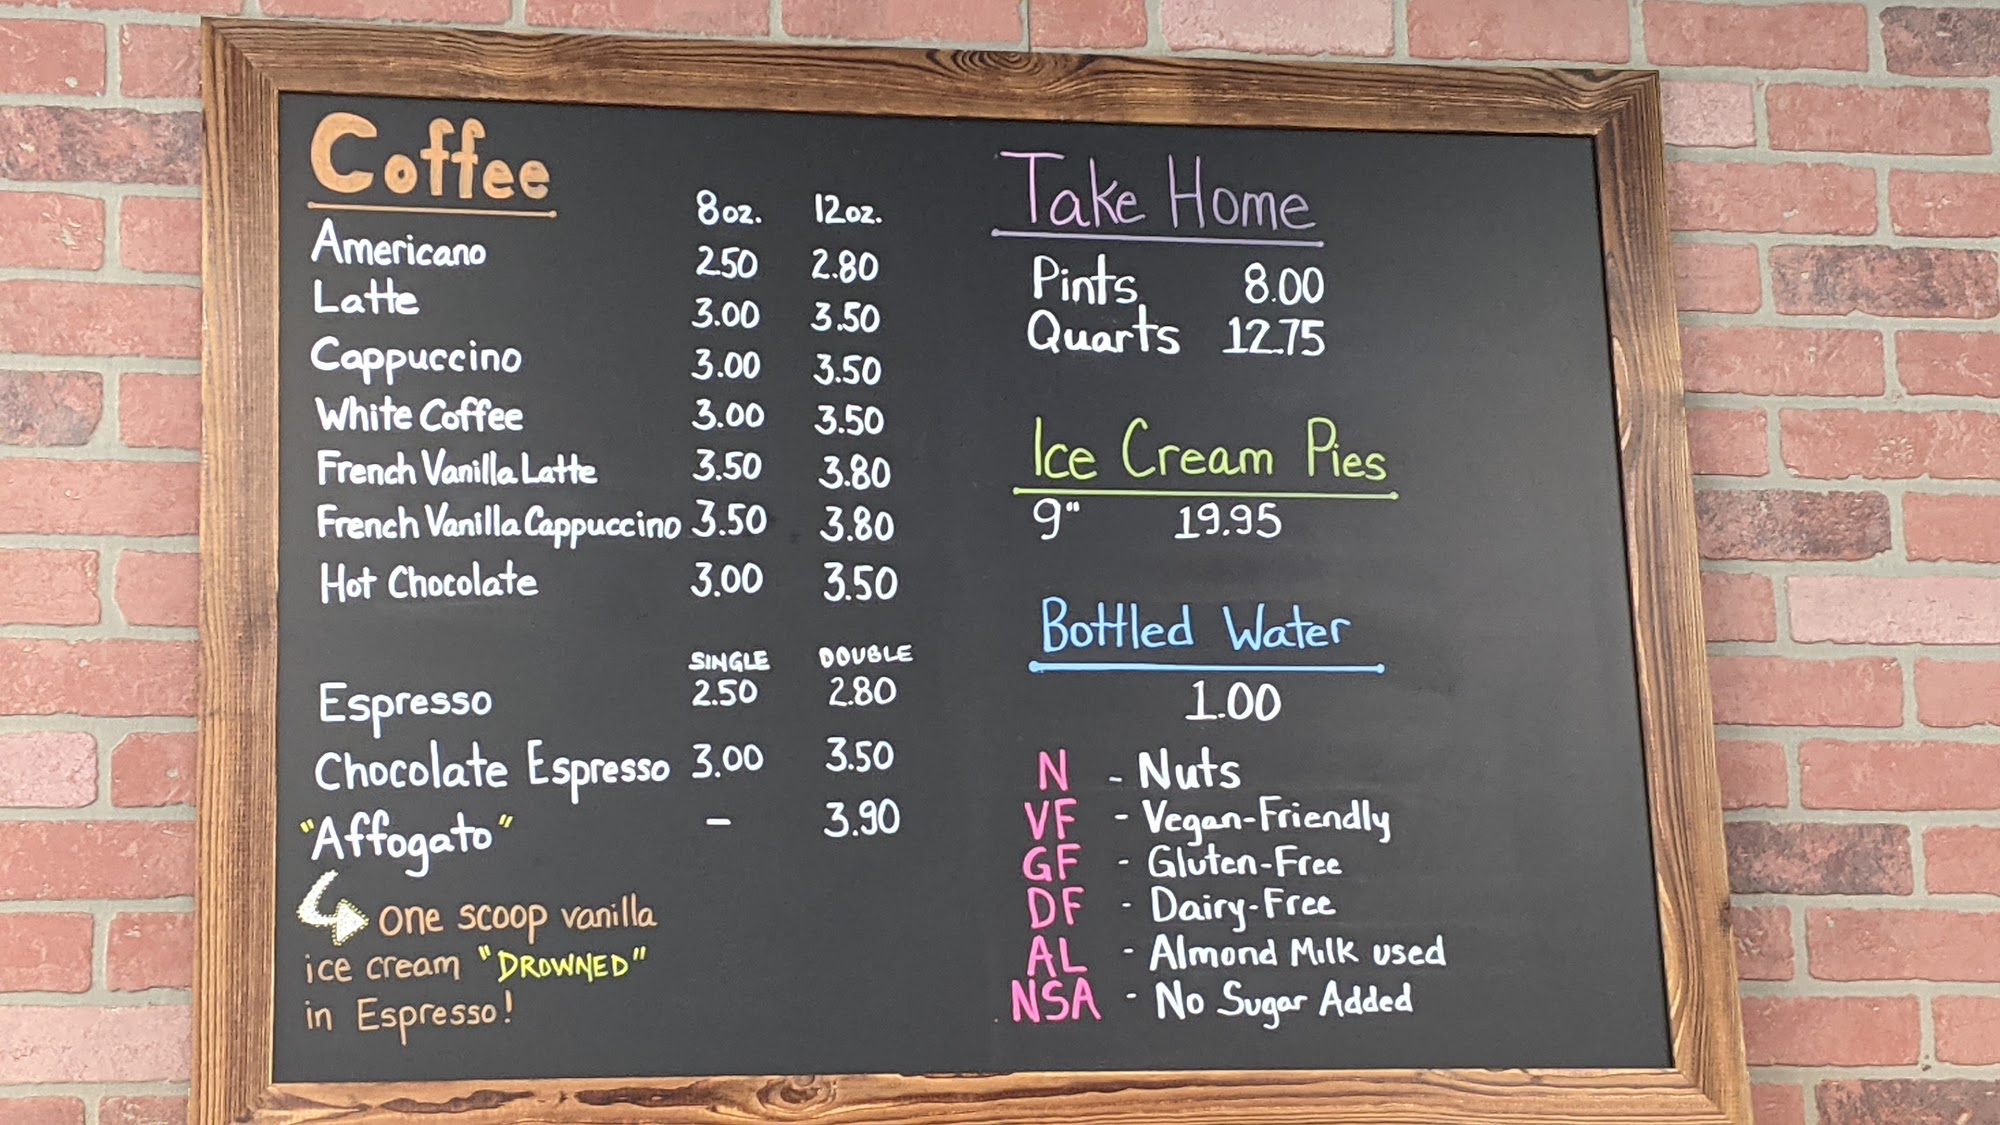 Coffee
8oz. 12oz.
Americano 2.50 2.80
Latte 3.00 3.50
Cappuccino 3.00 3.50
White Coffee 3.00 3.50
French Vanilla Latte 3.50 3.80
French Vanilla Cappuccino 3.50 3.80
Hot Chocolate 3.00 3.50
SINGLE DOUBLE
Espresso 2.50 2.80
Chocolate Espresso 3.00 3.50
"Affogato" - 3.90
one scoop vanilla
ice cream "DROWNED"
in Espresso!
Take Home
Pints 8.00
Quarts 12.75
Ice Cream Pies
9" 19.95
Bottled Water
1.00
N - Nuts
VF - Vegan-Friendly
GF - Gluten-Free
DF - Dairy-Free
AL - Almond Milk used
NSA - No Sugar Added